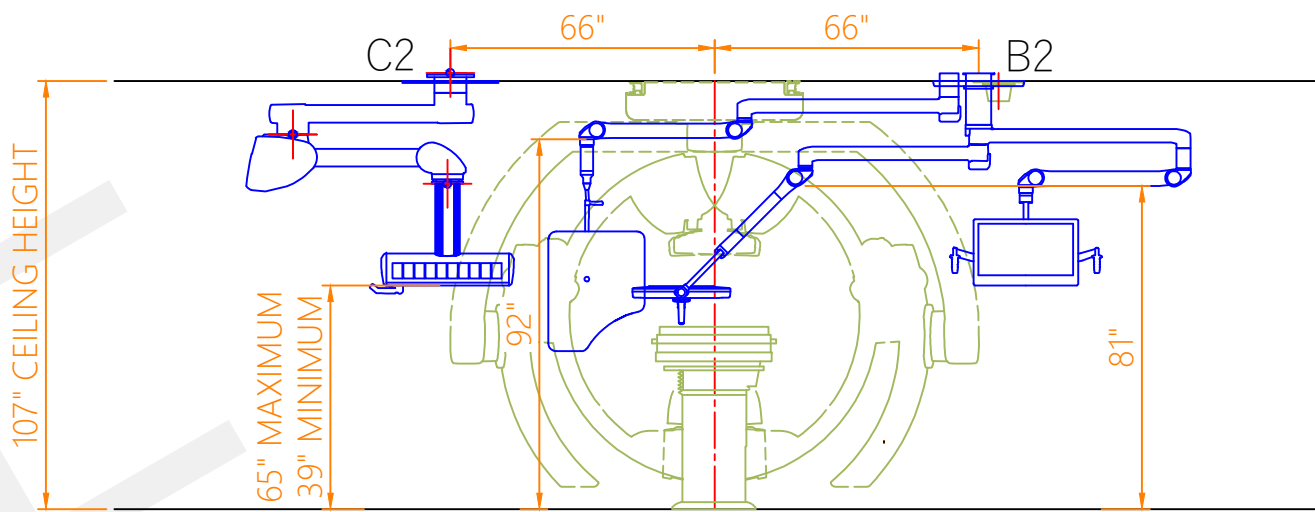 66"
66"
C2
B2
107" CEILING HEIGHT
65" MAXIMUM
39" MINIMUM
92"
81"